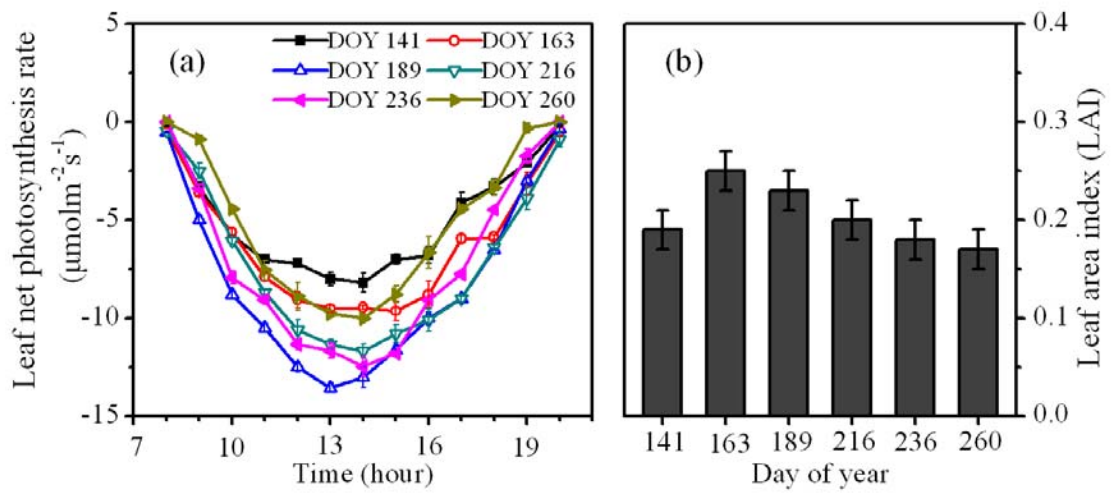 Leaf net photosynthesis rate
(μmolm⁻²s⁻¹)
5
0
-5
-10
-15
(a)
DOY 141
DOY 163
DOY 189
DOY 216
DOY 236
DOY 260
7
10
13
16
19
Time (hour)
(b)
141
163
189
216
236
260
Day of year
0.4
0.3
0.2
0.1
0.0
Leaf area index (LAI)